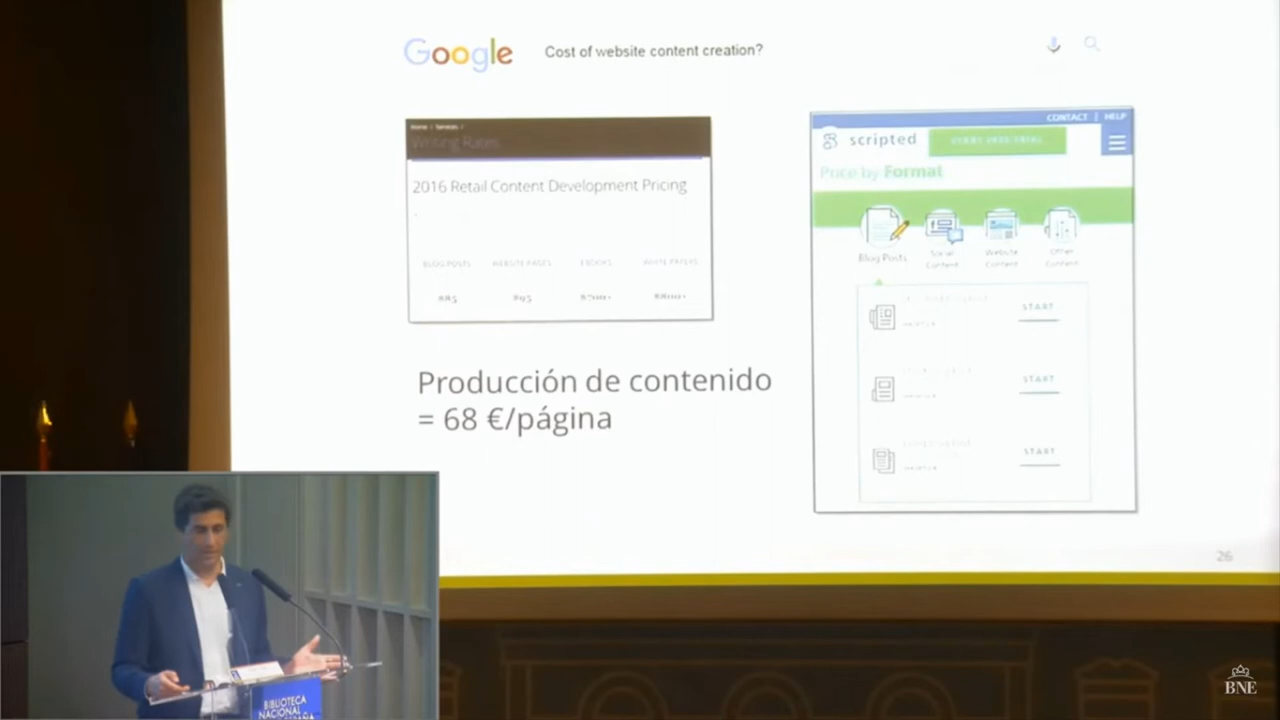 Google
Cost of website content creation?
Home / Services /
Writing Rates
2016 Retail Content Development Pricing
BLOG POSTS
WEBSITE PAGES
EBOOKS
WHITE PAPERS
CONTACT | HELP
scripted
Price by Format
Blog Posts
Social Content
Website Content
Other Content
START
START
START
Producción de contenido
= 68 €/página
26
BIBLIOTECA
NACIONAL
BNE